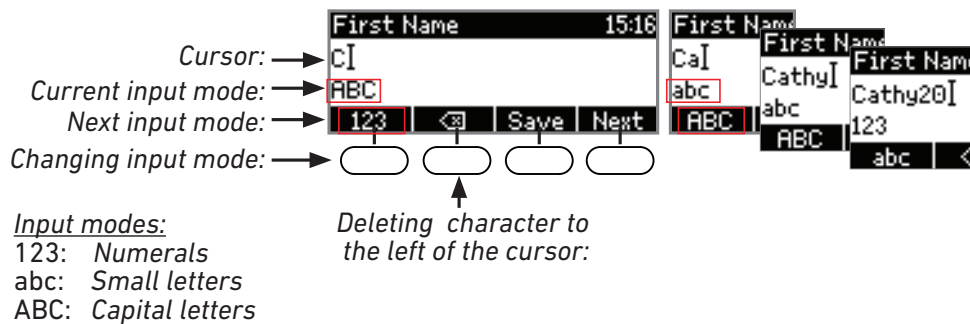 First Name 15:16
Cursor: CI
Current input mode: ABC
Next input mode: 123 Save Next
Changing input mode:
Deleting character to
the left of the cursor:
Input modes:
123: Numerals
abc: Small letters
ABC: Capital letters
First Name
Ca
abc
ABC
First Name
Cathy
abc
ABC
First Name
Cathy20
123
abc